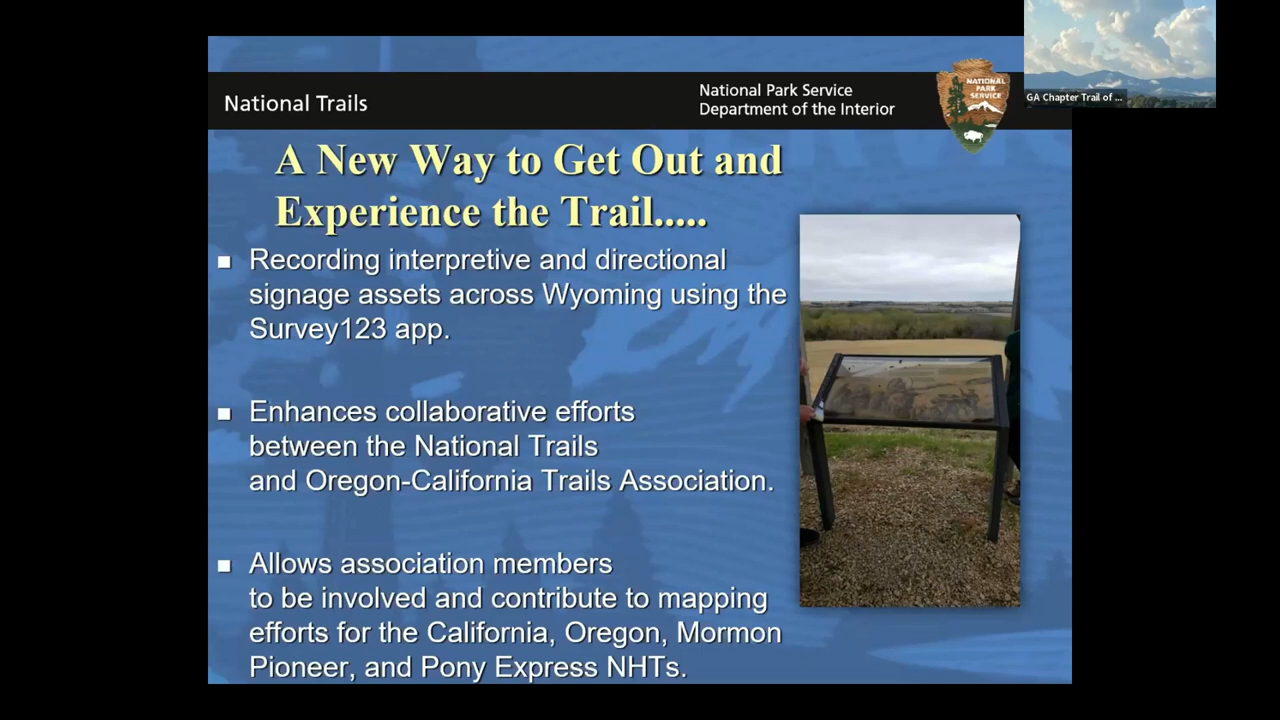 National Trails
National Park Service
Department of the Interior
NATIONAL
PARK
SERVICE
GA Chapter Trail of ...
A New Way to Get Out and
Experience the Trail.....
■ Recording interpretive and directional
signage assets across Wyoming using the
Survey123 app.
■ Enhances collaborative efforts
between the National Trails
and Oregon-California Trails Association.
■ Allows association members
to be involved and contribute to mapping
efforts for the California, Oregon, Mormon
Pioneer, and Pony Express NHTs.